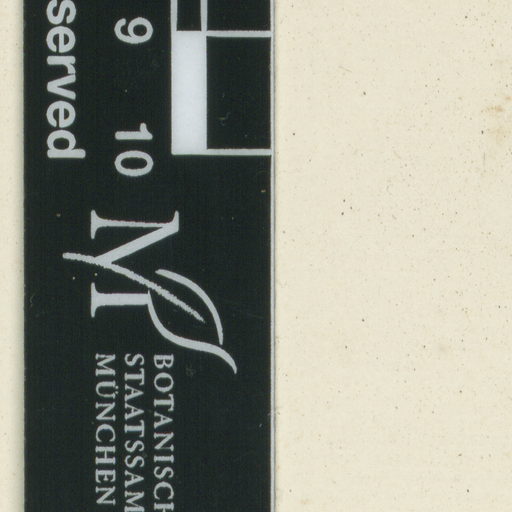 served
9 10
M
BOTANISCH
STAATSSAM
MÜNCHEN